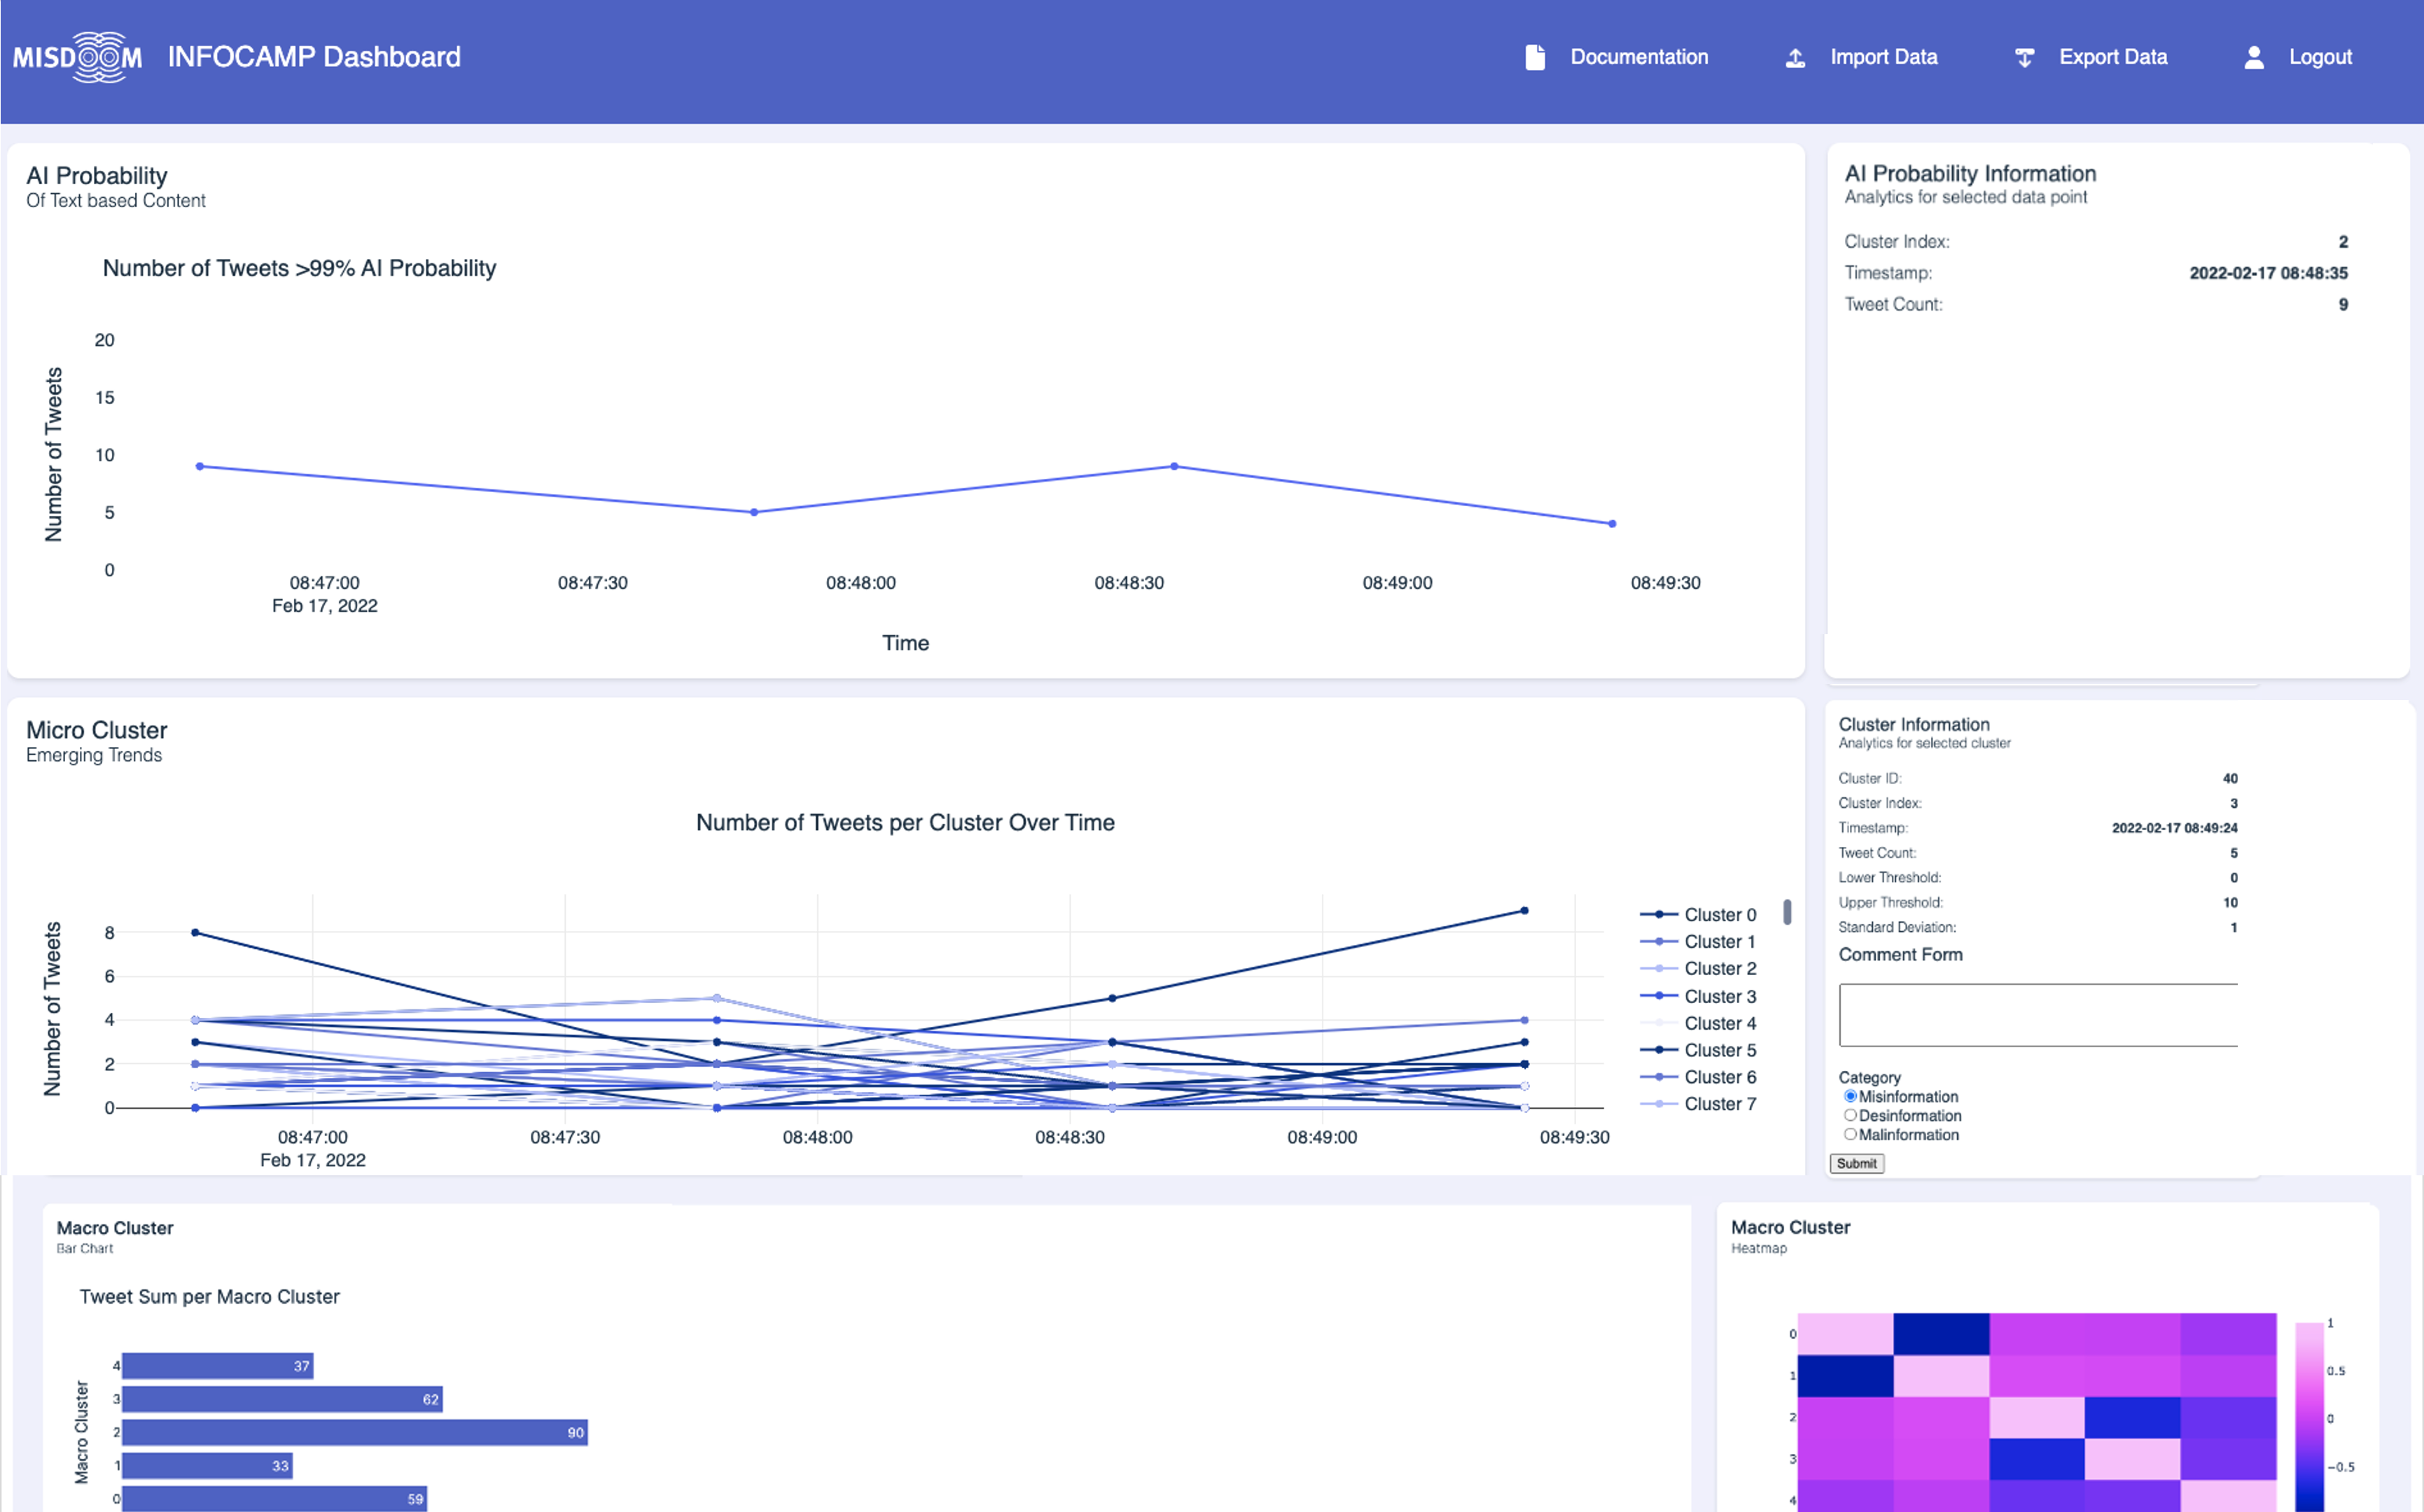 MISDOOM INFOCAMP Dashboard Documentation Import Data Export Data Logout
AI Probability
Of Text based Content
Number of Tweets >99% AI Probability
Number of Tweets
20
15
10
5
0
08:47:00 08:47:30 08:48:00 08:48:30 08:49:00 08:49:30
Feb 17, 2022
Time
AI Probability Information
Analytics for selected data point
Cluster Index: 2
Timestamp: 2022-02-17 08:48:35
Tweet Count: 9
Micro Cluster
Emerging Trends
Number of Tweets per Cluster Over Time
Number of Tweets
8
6
4
2
0
08:47:00 08:47:30 08:48:00 08:48:30 08:49:00 08:49:30
Feb 17, 2022
Cluster 0
Cluster 1
Cluster 2
Cluster 3
Cluster 4
Cluster 5
Cluster 6
Cluster 7
Cluster Information
Analytics for selected cluster
Cluster ID: 40
Cluster Index: 3
Timestamp: 2022-02-17 08:49:24
Tweet Count: 5
Lower Threshold: 0
Upper Threshold: 10
Standard Deviation: 1
Comment Form
Category
Misinformation
Desinformation
Malinformation
Submit
Macro Cluster
Bar Chart
Tweet Sum per Macro Cluster
Macro Cluster
4 37
3 62
2 90
1 33
0 59
Macro Cluster
Heatmap
0
1
2
3
4
1
0.5
0
−0.5